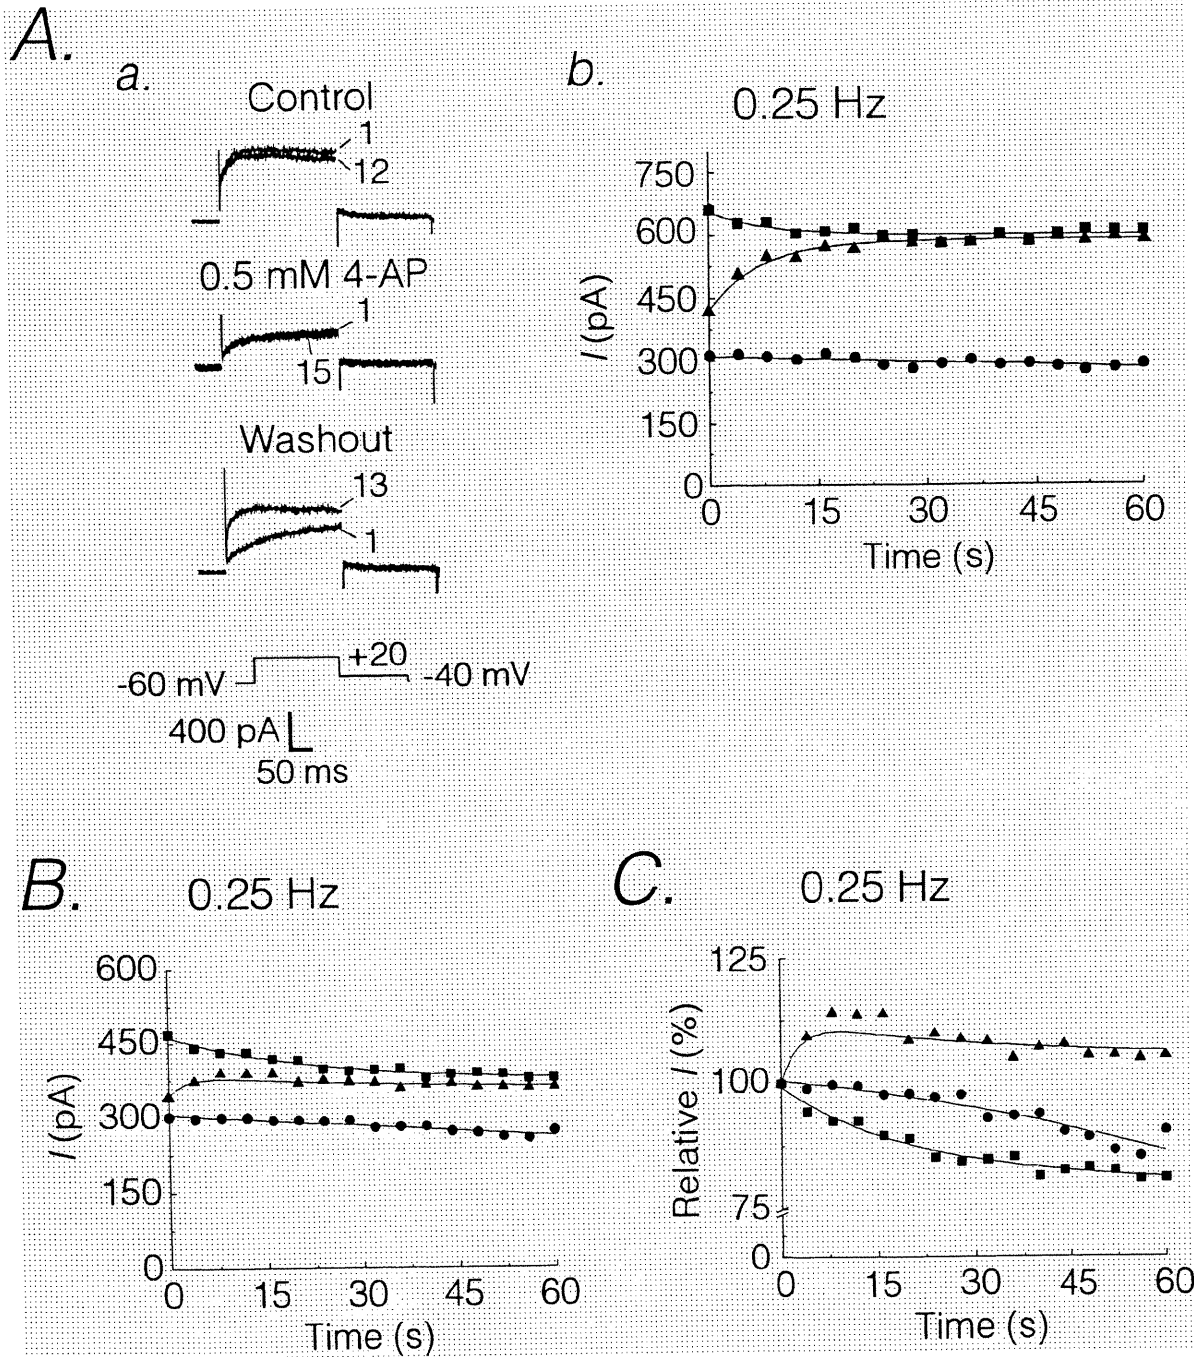 A.
a.
Control
1
12
0.5 mM 4-AP
1
15
Washout
13
1
+20
-60 mV
-40 mV
400 pA
50 ms
b.
0.25 Hz
750
600
450
300
150
0
I (pA)
0 15 30 45 60
Time (s)
B.
0.25 Hz
600
450
300
150
0
I (pA)
0 15 30 45 60
Time (s)
C.
0.25 Hz
125
100
75
0
Relative I (%)
0 15 30 45 60
Time (s)